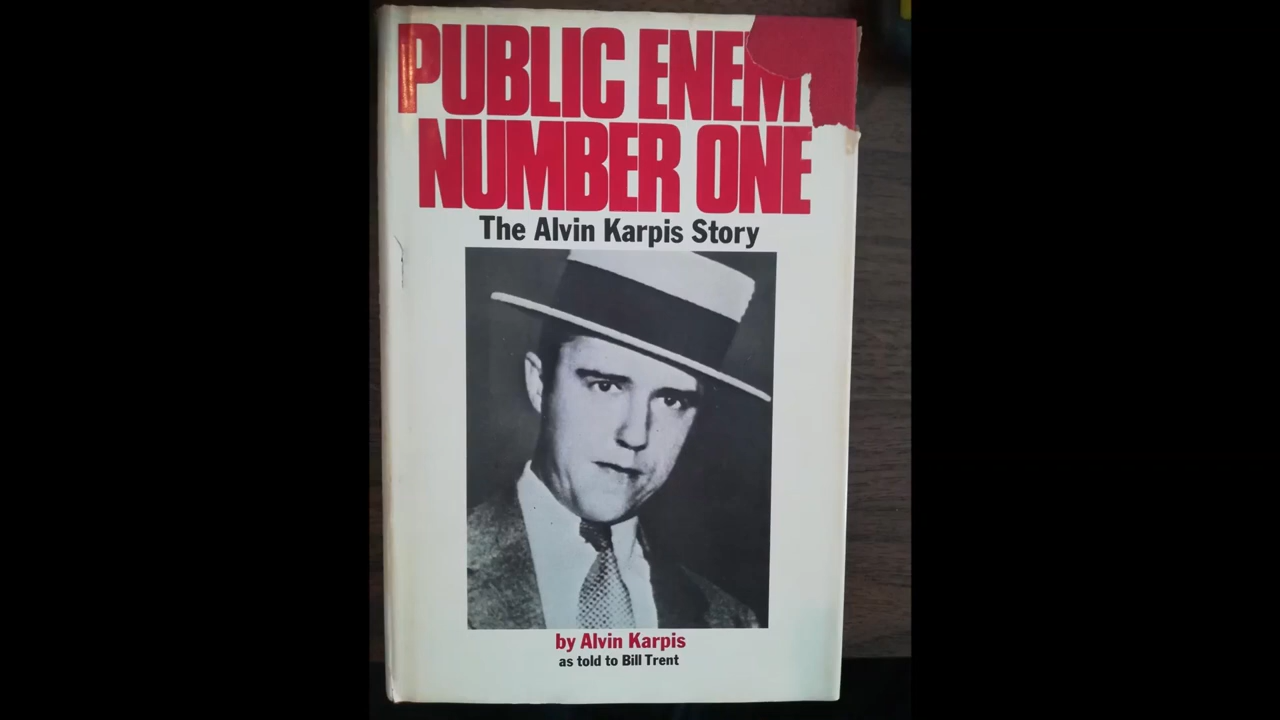 PUBLIC ENEM
NUMBER ONE
The Alvin Karpis Story
by Alvin Karpis
as told to Bill Trent